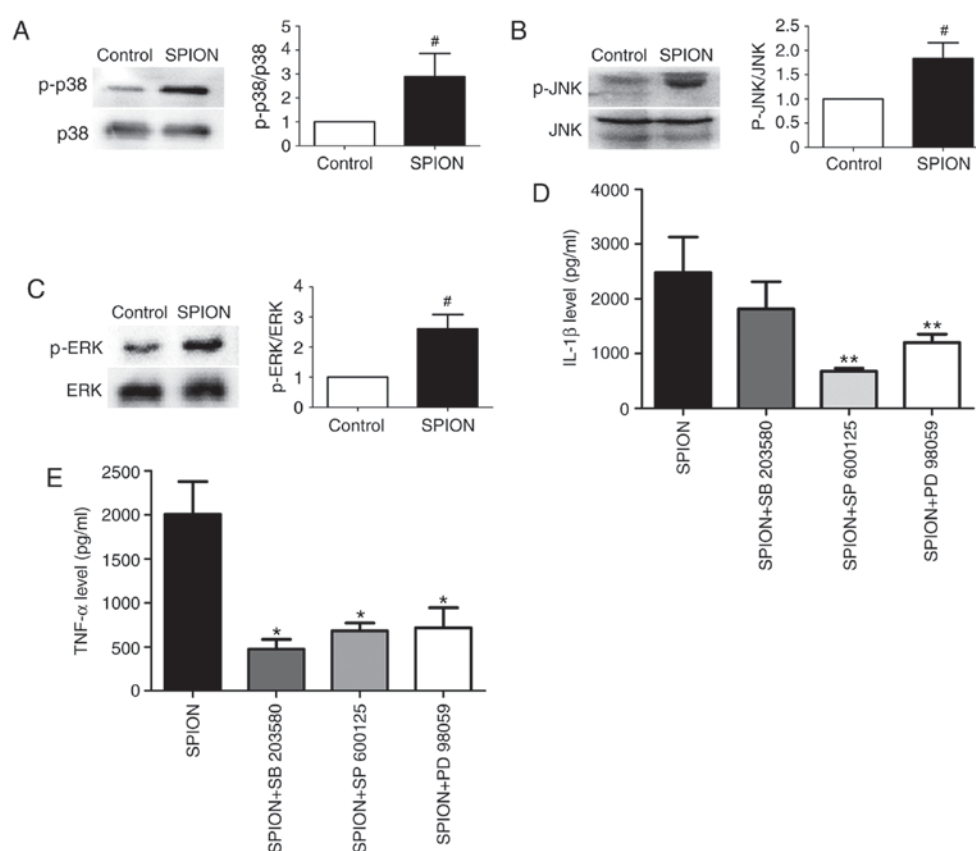 A
Control SPION
p-p38
p38
p-p38/p38
5
4
3
2
1
0
#
Control SPION
B
Control SPION
p-JNK
JNK
P-JNK/JNK
2.5
2.0
1.5
1.0
0.5
0
#
Control SPION
C
Control SPION
p-ERK
ERK
p-ERK/ERK
4
3
2
1
0
#
Control SPION
D
IL-1β level (pg/ml)
4000
3000
2000
1000
0
**
**
SPION
SPION+SB 203580
SPION+SP 600125
SPION+PD 98059
E
TNF-α level (pg/ml)
2500
2000
1500
1000
500
0
*
*
*
SPION
SPION+SB 203580
SPION+SP 600125
SPION+PD 98059